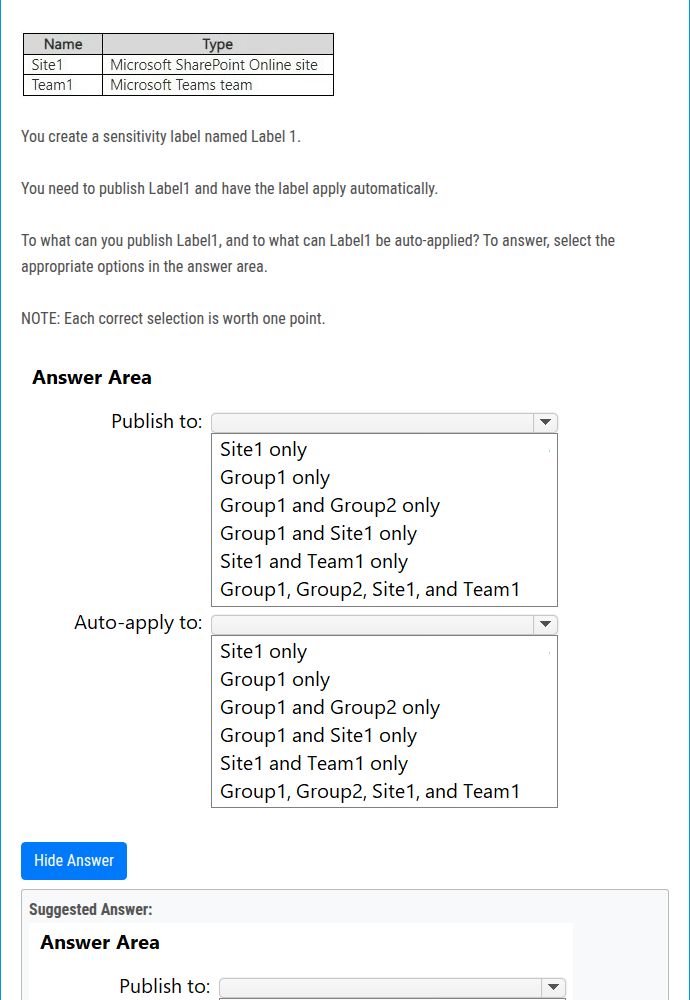 Name Type
Site1 Microsoft SharePoint Online site
Team1 Microsoft Teams team
You create a sensitivity label named Label 1.
You need to publish Label1 and have the label apply automatically.
To what can you publish Label1, and to what can Label1 be auto-applied? To answer, select the
appropriate options in the answer area.
NOTE: Each correct selection is worth one point.
Answer Area
Publish to:
Site1 only
Group1 only
Group1 and Group2 only
Group1 and Site1 only
Site1 and Team1 only
Group1, Group2, Site1, and Team1
Auto-apply to:
Site1 only
Group1 only
Group1 and Group2 only
Group1 and Site1 only
Site1 and Team1 only
Group1, Group2, Site1, and Team1
Hide Answer
Suggested Answer:
Answer Area
Publish to: